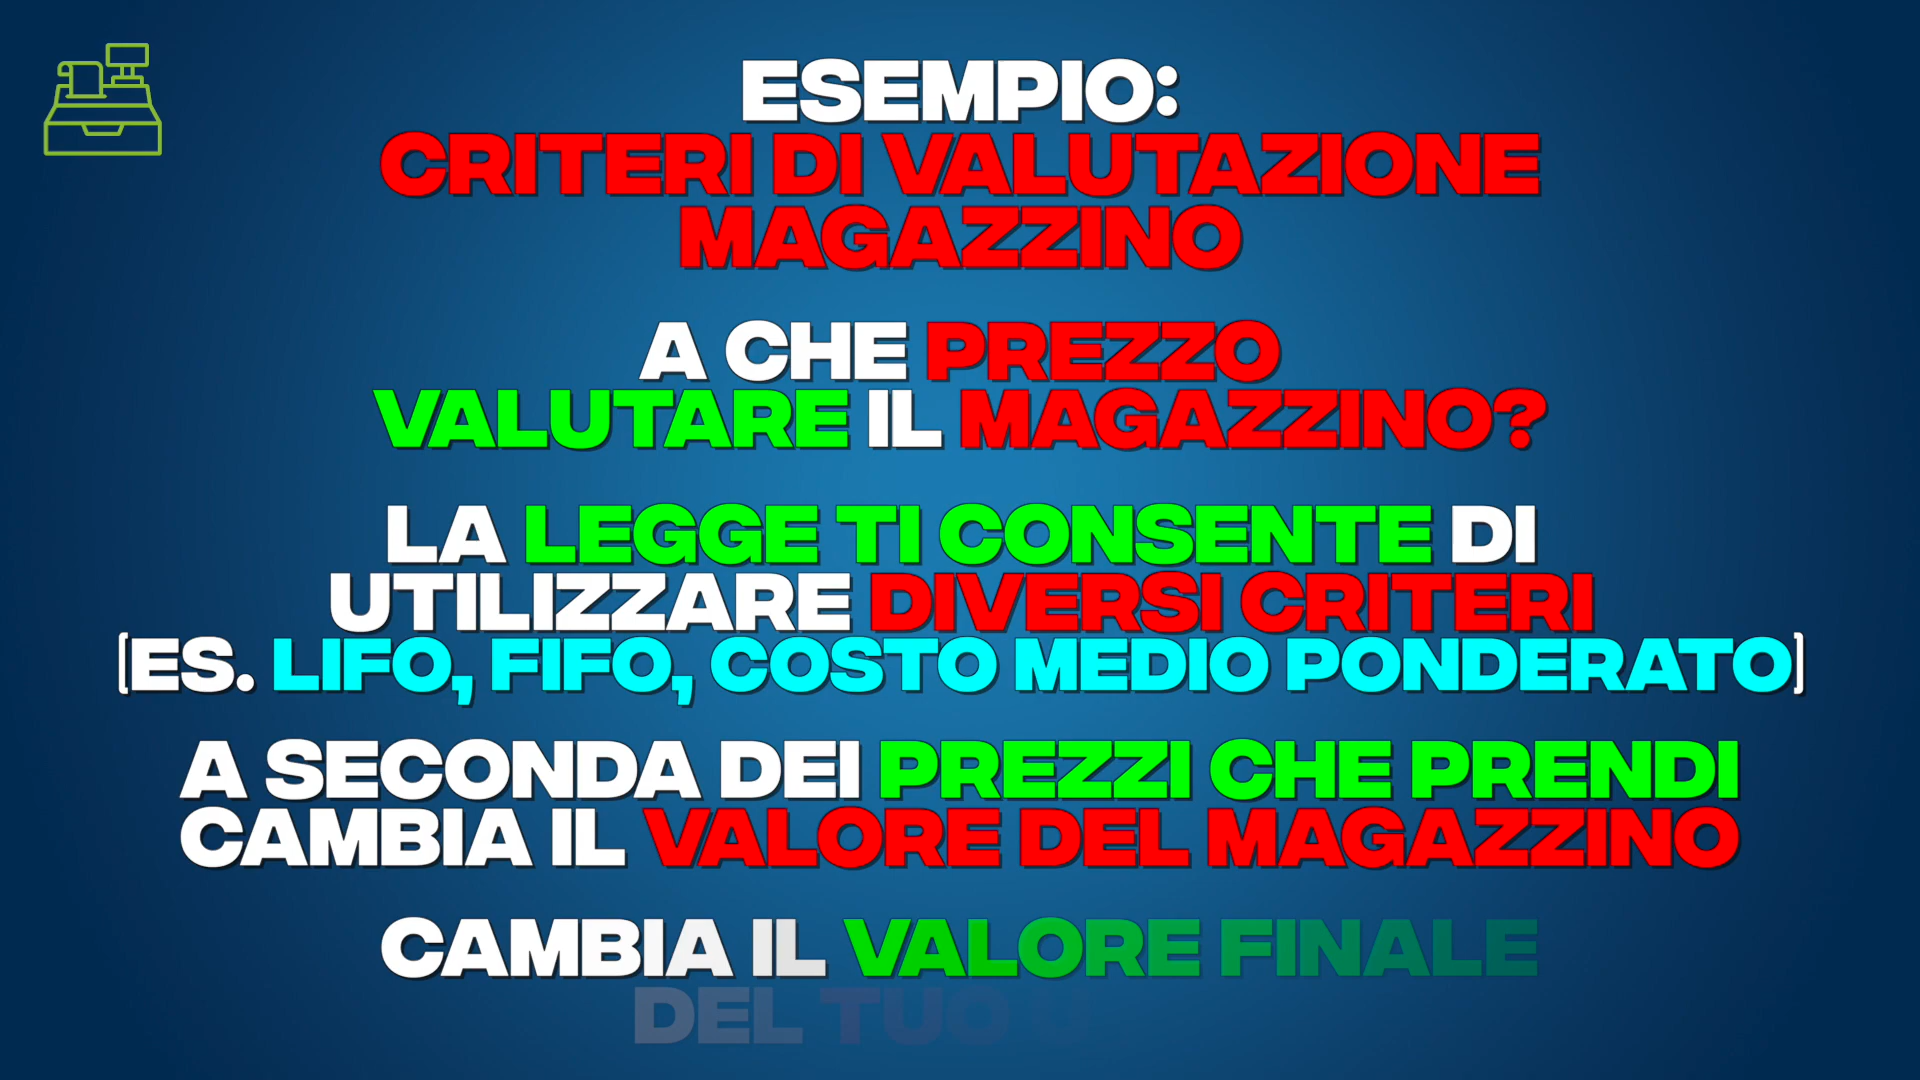 ESEMPIO:
CRITERI DI VALUTAZIONE
MAGAZZINO
A CHE PREZZO
VALUTARE IL MAGAZZINO?
LA LEGGE TI CONSENTE DI
UTILIZZARE DIVERSI CRITERI
(ES. LIFO, FIFO, COSTO MEDIO PONDERATO)
A SECONDA DEI PREZZI CHE PRENDI
CAMBIA IL VALORE DEL MAGAZZINO
CAMBIA IL VALORE FINALE
DEL TUO